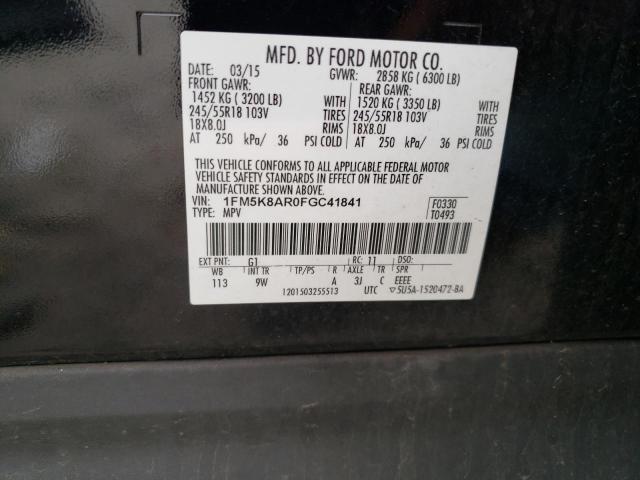 MFD. BY FORD MOTOR CO.
DATE: 03/15 GVWR: 2858 KG ( 6300 LB)
FRONT GAWR: REAR GAWR:
1452 KG ( 3200 LB) WITH 1520 KG ( 3350 LB) WITH
245/55R18 103V TIRES 245/55R18 103V TIRES
18X8.0J RIMS 18X8.0J RIMS
AT 250 kPa/ 36 PSI COLD AT 250 kPa/ 36 PSI COLD
THIS VEHICLE CONFORMS TO ALL APPLICABLE FEDERAL MOTOR
VEHICLE SAFETY STANDARDS IN EFFECT ON THE DATE OF
MANUFACTURE SHOWN ABOVE.
VIN: 1FM5K8AR0FGC41841 F0330
TYPE: MPV T0493
EXT PNT: G1 RC: 11 DSO:
WB INT TR TP/PS R AXLE TR SPR
113 9W A 3J C EEEE
1201503255513 UTC ▽5U5A-1520472-BA